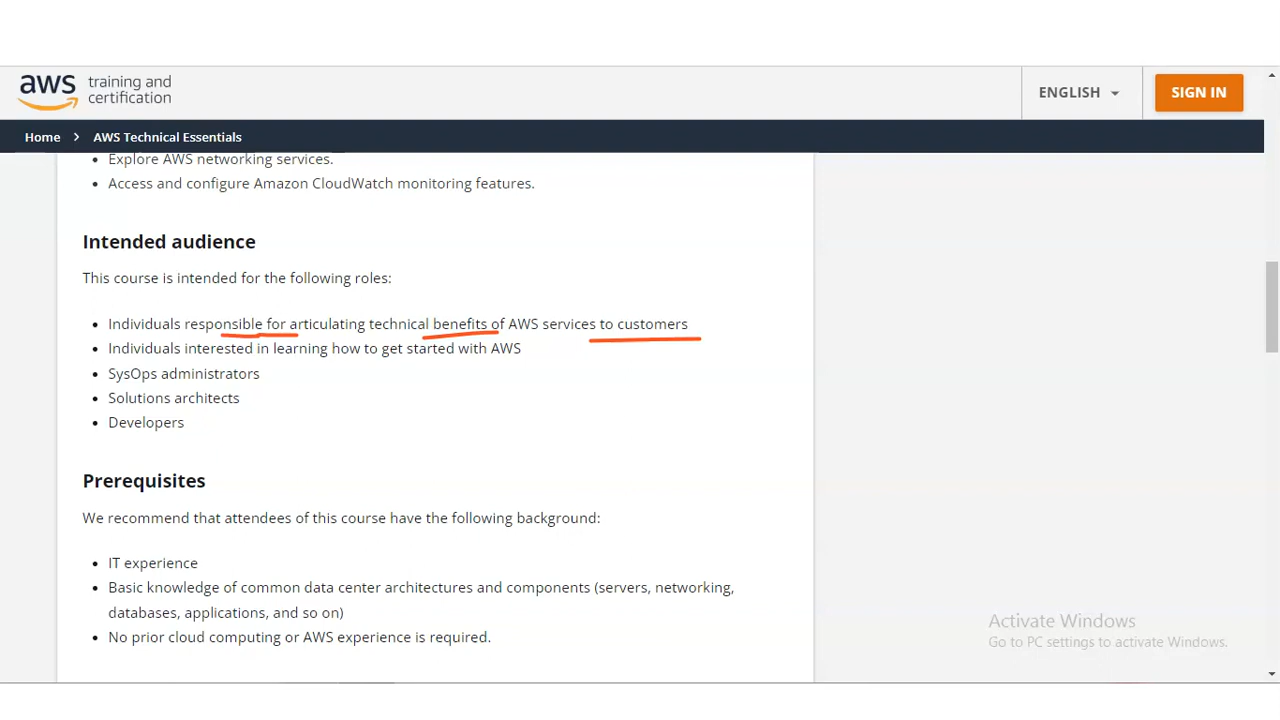 aws training and certification
ENGLISH
SIGN IN
Home > AWS Technical Essentials
• Explore AWS networking services.
• Access and configure Amazon CloudWatch monitoring features.
Intended audience
This course is intended for the following roles:
• Individuals responsible for articulating technical benefits of AWS services to customers
• Individuals interested in learning how to get started with AWS
• SysOps administrators
• Solutions architects
• Developers
Prerequisites
We recommend that attendees of this course have the following background:
• IT experience
• Basic knowledge of common data center architectures and components (servers, networking,
databases, applications, and so on)
• No prior cloud computing or AWS experience is required.
Activate Windows
Go to PC settings to activate Windows.